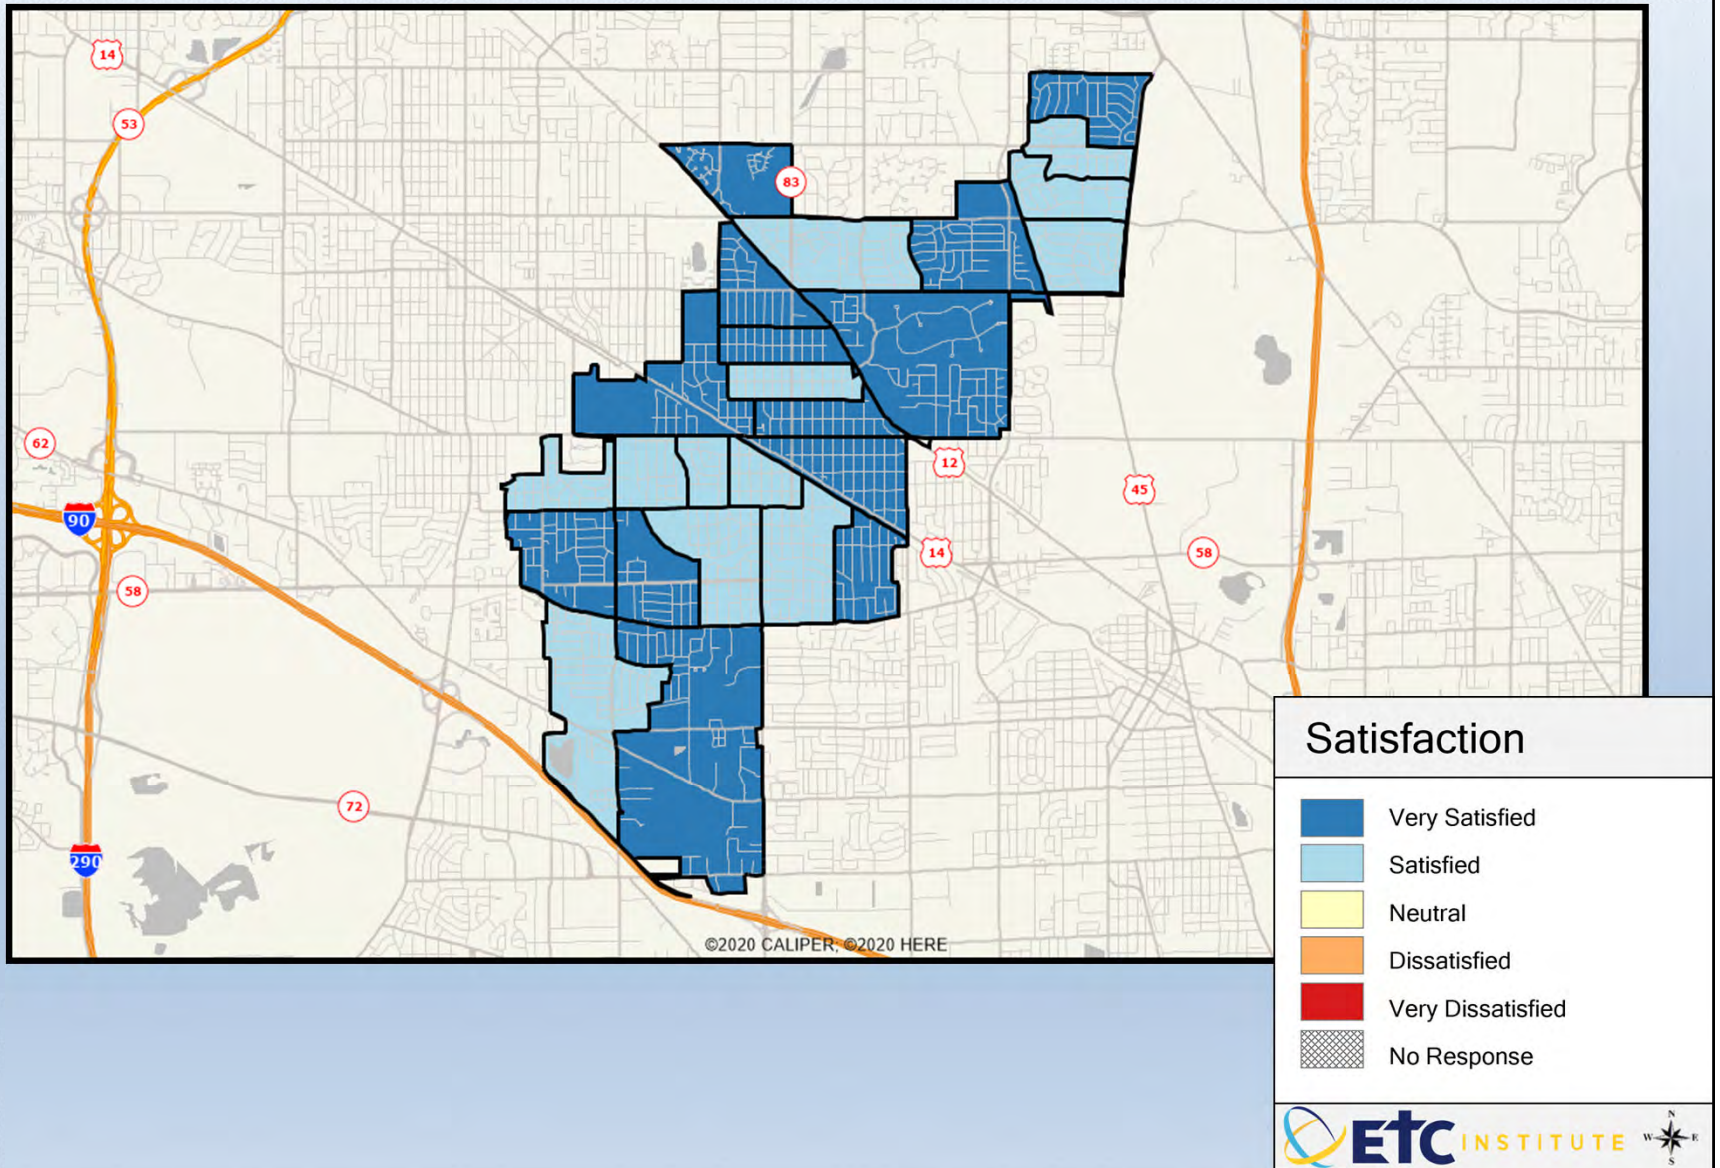 14
53
83
62
12
45
90
14
58
58
72
290
©2020 CALIPER; ©2020 HERE
Satisfaction
Very Satisfied
Satisfied
Neutral
Dissatisfied
Very Dissatisfied
No Response
ETC INSTITUTE
N
W E
S